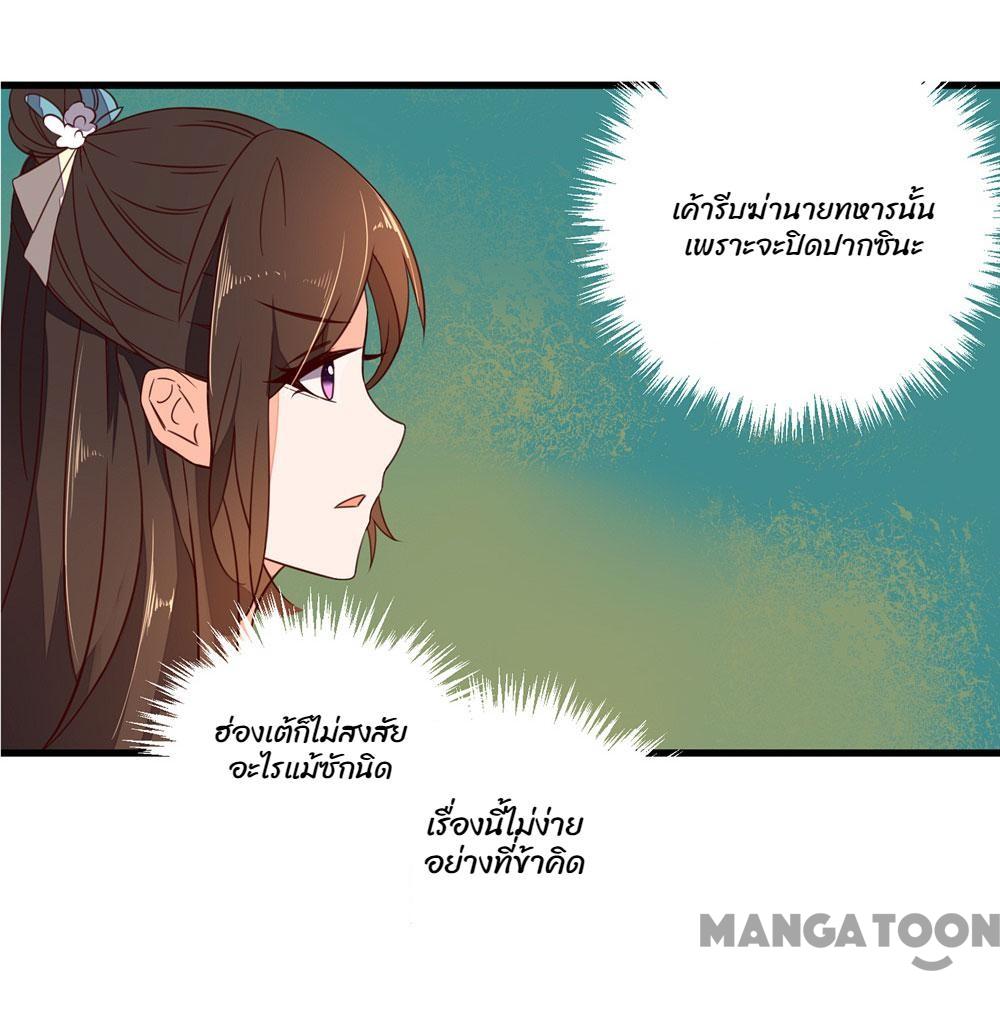 เค้ารีบฆ่านายทหารนั้น
เพราะจะปิดปากซินะ
ฮ่องเต้ก็ไม่สงสัย
อะไรแม้ซักนิด
เรื่องนี้ไม่ง่าย
อย่างที่ข้าคิด
MANGATOON